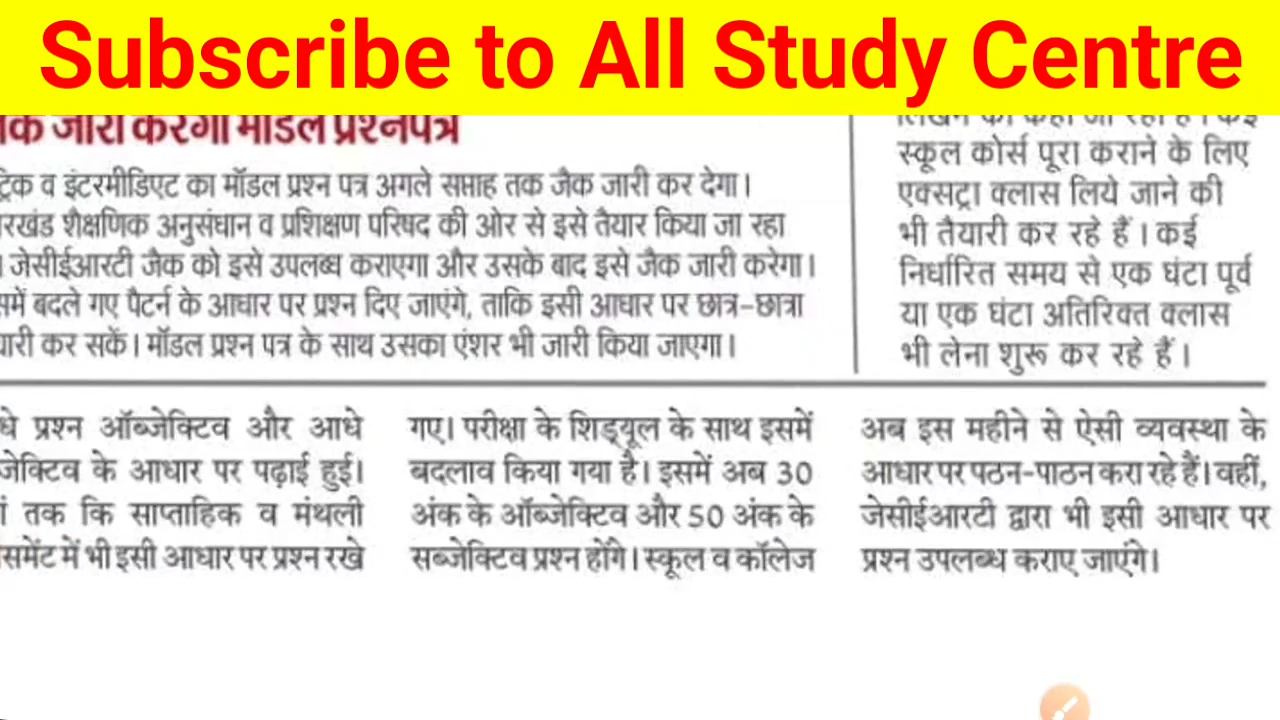 Subscribe to All Study Centre
जारी करेगा मॉडल प्रश्नपत्र
व इंटरमीडिएट का मॉडल प्रश्न पत्र अगले सप्ताह तक जैक जारी कर देगा।
शैक्षणिक अनुसंधान व प्रशिक्षण परिषद की ओर से इसे तैयार किया जा रहा
जेसीईआरटी जैक को इसे उपलब्ध कराएगा और उसके बाद इसे जैक जारी करेगा।
बदले गए पैटर्न के आधार पर प्रश्न दिए जाएंगे, ताकि इसी आधार पर छात्र-छात्रा
कर सकें। मॉडल प्रश्न पत्र के साथ उसका एंशर भी जारी किया जाएगा।
स्कूल कोर्स पूरा कराने के लिए
एक्सट्रा क्लास लिये जाने की
भी तैयारी कर रहे हैं। कई
निर्धारित समय से एक घंटा पूर्व
या एक घंटा अतिरिक्त क्लास
भी लेना शुरू कर रहे हैं।
प्रश्न ऑब्जेक्टिव और आधे
के आधार पर पढ़ाई हुई।
तक कि साप्ताहिक व मंथली
में भी इसी आधार पर प्रश्न रखे
गए। परीक्षा के शिड्यूल के साथ इसमें
बदलाव किया गया है। इसमें अब 30
अंक के ऑब्जेक्टिव और 50 अंक के
सब्जेक्टिव प्रश्न होंगे। स्कूल व कॉलेज
अब इस महीने से ऐसी व्यवस्था के
आधार पर पठन-पाठन करा रहे हैं। वहीं,
जेसीईआरटी द्वारा भी इसी आधार पर
प्रश्न उपलब्ध कराए जाएंगे।